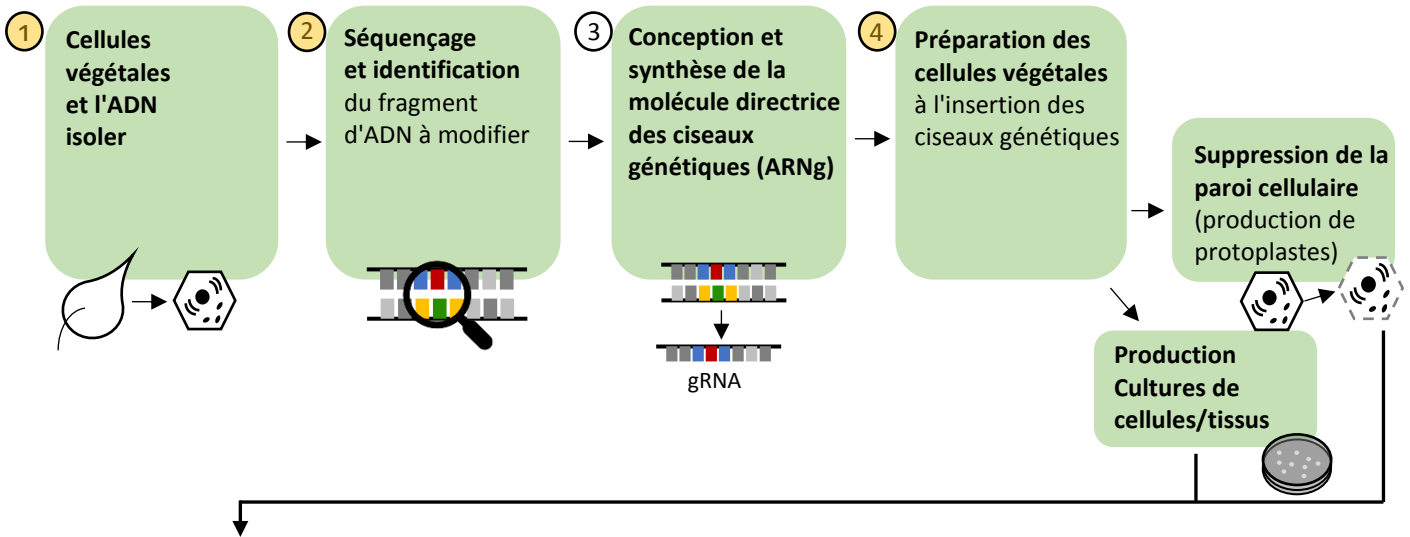 1
Cellules
végétales
et l'ADN
isoler
2
Séquençage
et identification
du fragment
d'ADN à modifier
3
Conception et
synthèse de la
molécule directrice
des ciseaux
génétiques (ARNg)
gRNA
4
Préparation des
cellules végétales
à l'insertion des
ciseaux génétiques
Suppression de la
paroi cellulaire
(production de
protoplastes)
Production
Cultures de
cellules/tissus